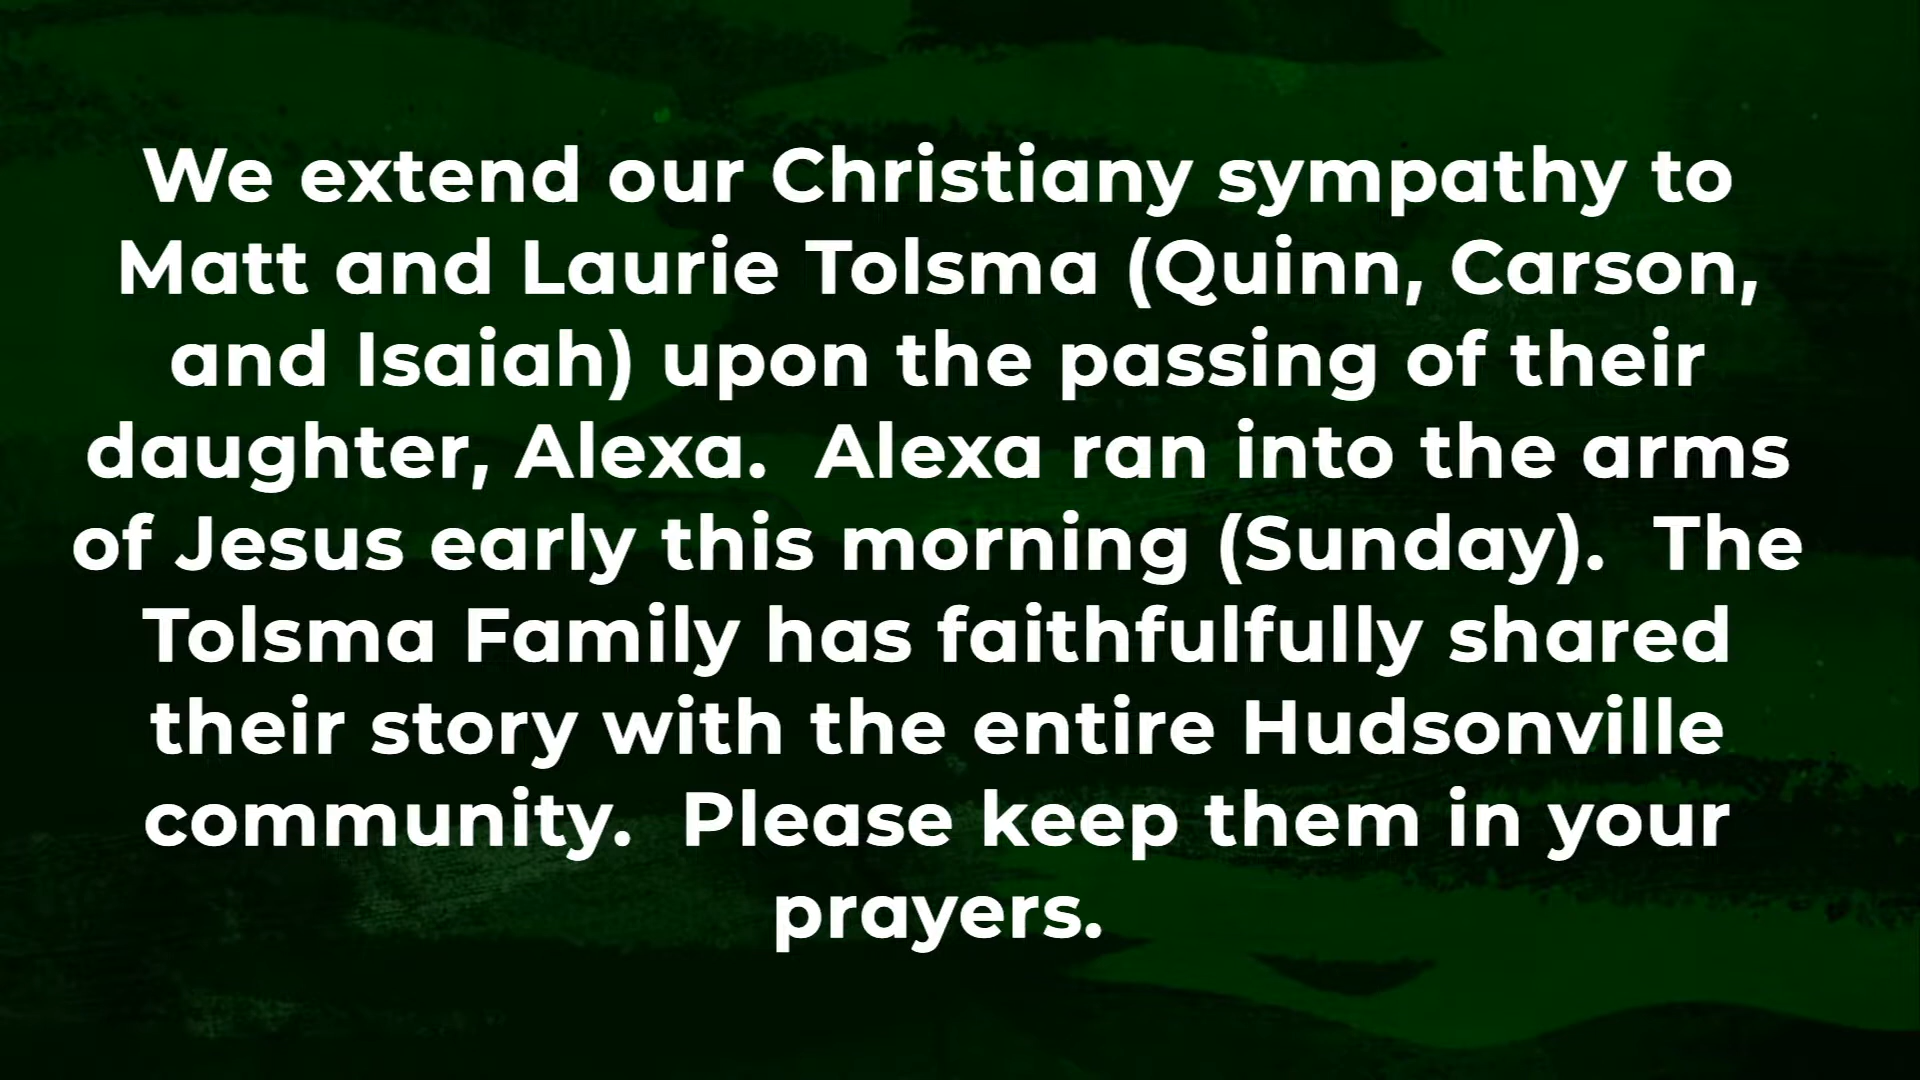 We extend our Christiany sympathy to
Matt and Laurie Tolsma (Quinn, Carson,
and Isaiah) upon the passing of their
daughter, Alexa.  Alexa ran into the arms
of Jesus early this morning (Sunday).  The
Tolsma Family has faithfulfully shared
their story with the entire Hudsonville
community.  Please keep them in your
prayers.